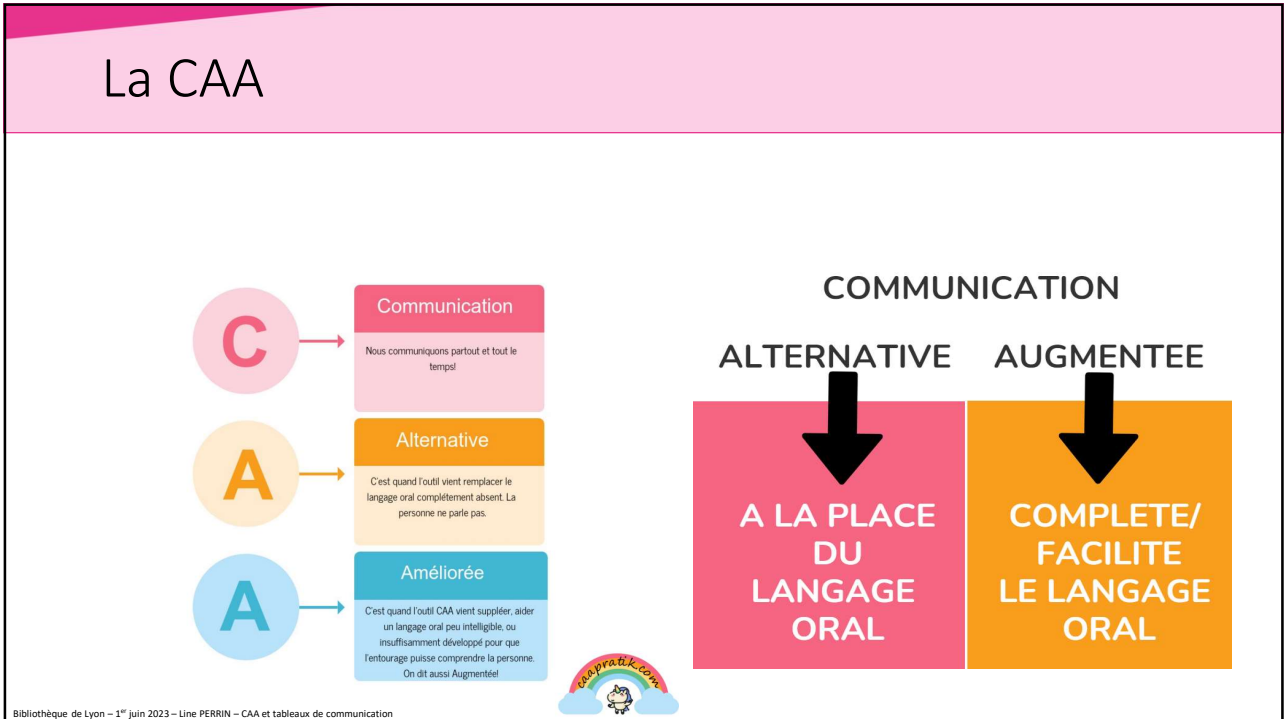 La CAA
C
Communication
Nous communiquons partout et tout le
temps!
A
Alternative
C'est quand l'outil vient remplacer le
langage oral complétement absent. La
personne ne parle pas.
A
Améliorée
C'est quand l'outil CAA vient suppléer, aider
un langage oral peu intelligible, ou
insuffisamment développé pour que
l'entourage puisse comprendre la personne.
On dit aussi Augmentée!
caapratik.com
COMMUNICATION
ALTERNATIVE
AUGMENTEE
A LA PLACE
DU
LANGAGE
ORAL
COMPLETE/
FACILITE
LE LANGAGE
ORAL
Bibliothèque de Lyon – 1er juin 2023 – Line PERRIN – CAA et tableaux de communication